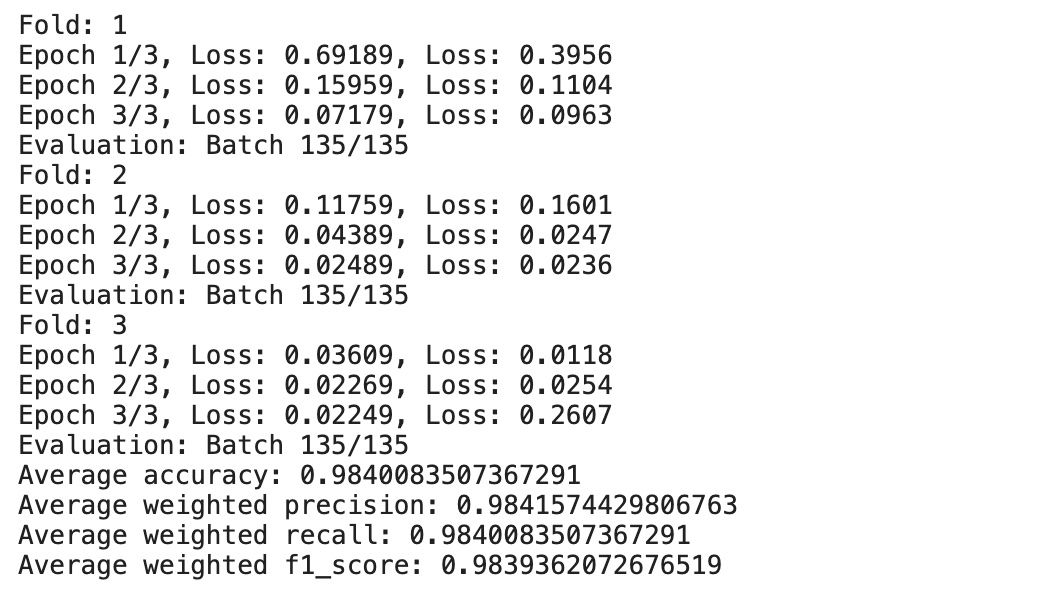 Fold: 1
Epoch 1/3, Loss: 0.69189, Loss: 0.3956
Epoch 2/3, Loss: 0.15959, Loss: 0.1104
Epoch 3/3, Loss: 0.07179, Loss: 0.0963
Evaluation: Batch 135/135
Fold: 2
Epoch 1/3, Loss: 0.11759, Loss: 0.1601
Epoch 2/3, Loss: 0.04389, Loss: 0.0247
Epoch 3/3, Loss: 0.02489, Loss: 0.0236
Evaluation: Batch 135/135
Fold: 3
Epoch 1/3, Loss: 0.03609, Loss: 0.0118
Epoch 2/3, Loss: 0.02269, Loss: 0.0254
Epoch 3/3, Loss: 0.02249, Loss: 0.2607
Evaluation: Batch 135/135
Average accuracy: 0.9840083507367291
Average weighted precision: 0.9841574429806763
Average weighted recall: 0.9840083507367291
Average weighted f1_score: 0.9839362072676519